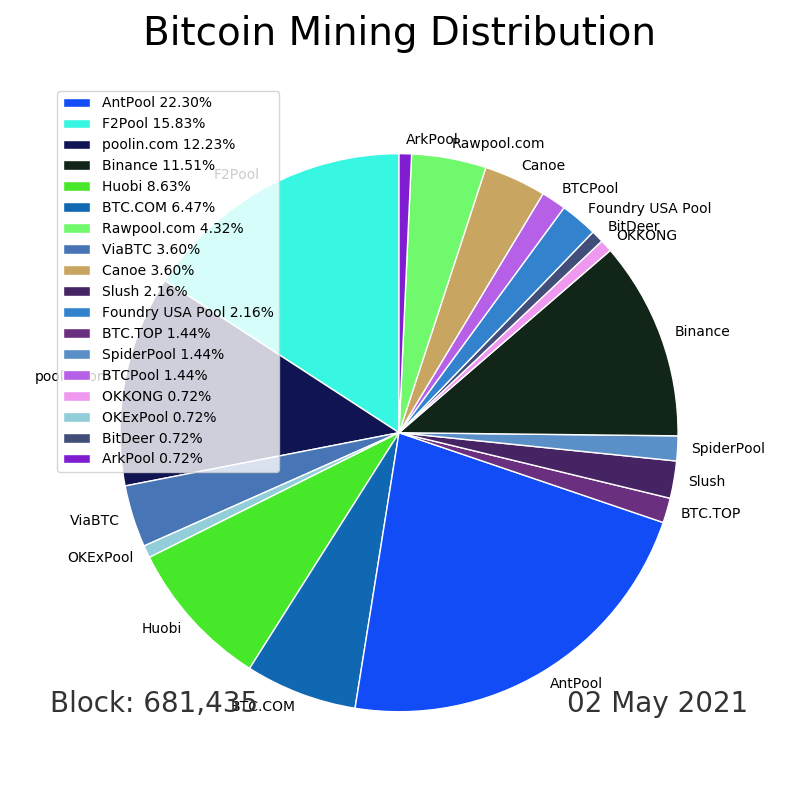 Bitcoin Mining Distribution
AntPool 22.30%
F2Pool 15.83%
poolin.com 12.23%
Binance 11.51%
Huobi 8.63%
BTC.COM 6.47%
Rawpool.com 4.32%
ViaBTC 3.60%
Canoe 3.60%
Slush 2.16%
Foundry USA Pool 2.16%
BTC.TOP 1.44%
SpiderPool 1.44%
BTCPool 1.44%
OKKONG 0.72%
OKExPool 0.72%
BitDeer 0.72%
ArkPool 0.72%
ArkPool
Rawpool.com
Canoe
BTCPool
Foundry USA Pool
BitDeer
OKKONG
Binance
SpiderPool
Slush
BTC.TOP
AntPool
BTC.COM
Huobi
OKExPool
ViaBTC
poolin.com
F2Pool
Block: 681,435
02 May 2021